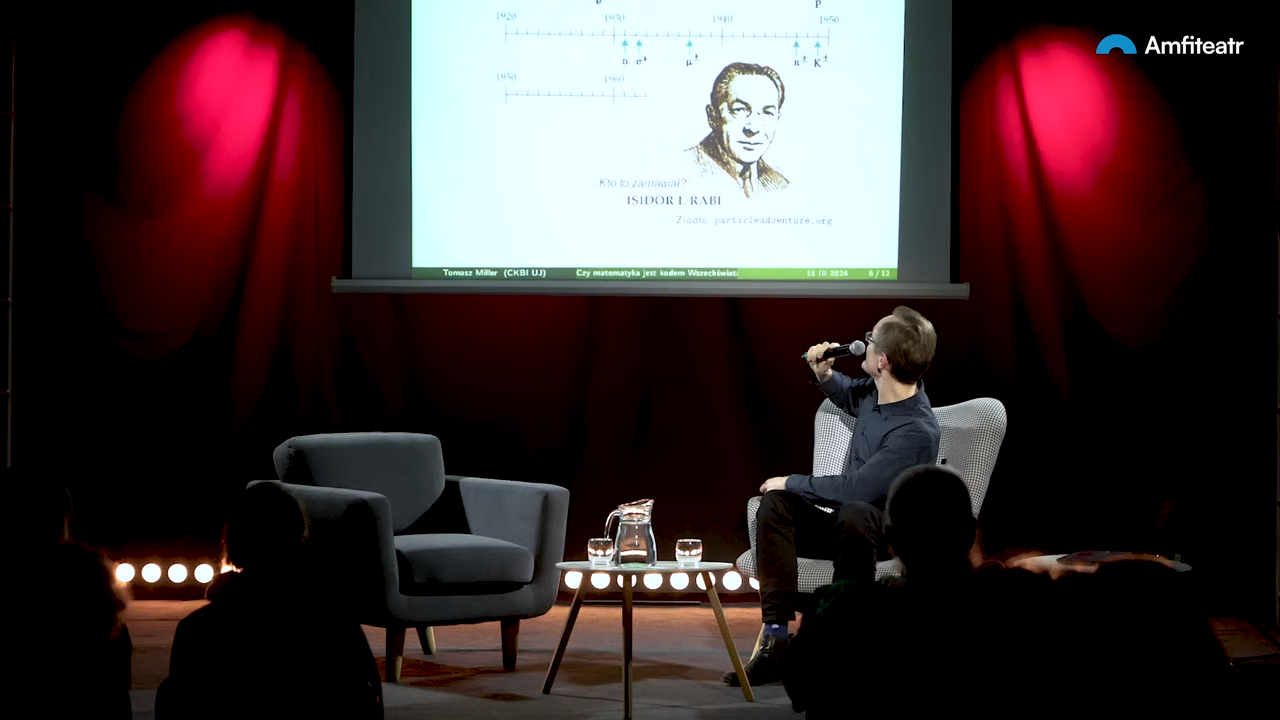 e p
1920 1930 1940 1950
n e⁺ μ± π± K±
1950 1960
„Kto to zamawiał?”
ISIDOR I. RABI
Źródło particleadventure.org
Tomasz Miller (CKBI UJ) Czy matematyka jest kodem Wszechświata 15 III 2024 6 / 12
Amfiteatr